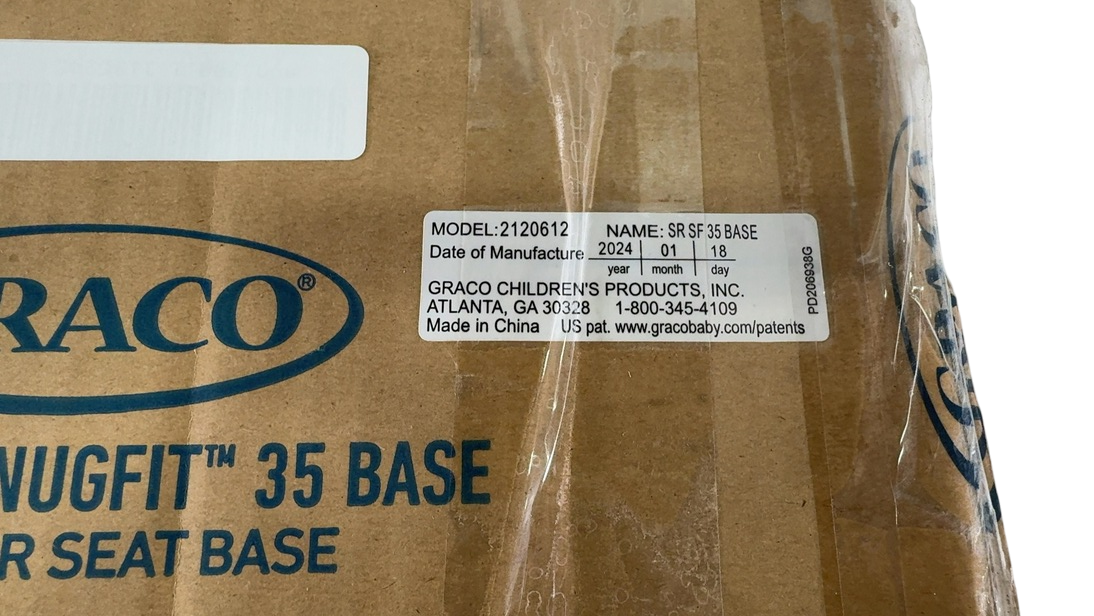 MODEL:2120612 NAME: SR SF 35 BASE
Date of Manufacture 2024 01 18
year month day
GRACO CHILDREN'S PRODUCTS, INC.
ATLANTA, GA 30328 1-800-345-4109
Made in China US pat. www.gracobaby.com/patents
PD206938G
RACO®
NUGFIT™ 35 BASE
R SEAT BASE